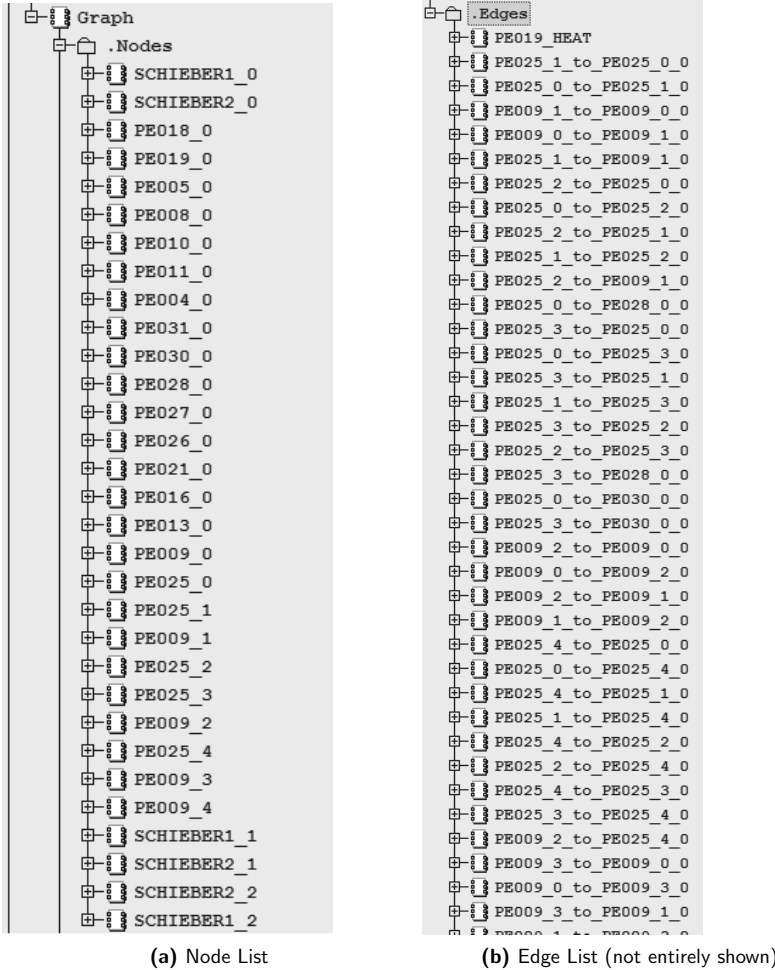 Graph
.Nodes
SCHIEBER1_0
SCHIEBER2_0
PE018_0
PE019_0
PE005_0
PE008_0
PE010_0
PE011_0
PE004_0
PE031_0
PE030_0
PE028_0
PE027_0
PE026_0
PE021_0
PE016_0
PE013_0
PE009_0
PE025_0
PE025_1
PE009_1
PE025_2
PE025_3
PE009_2
PE025_4
PE009_3
PE009_4
SCHIEBER1_1
SCHIEBER2_1
SCHIEBER2_2
SCHIEBER1_2
(a) Node List
.Edges
PE019_HEAT
PE025_1_to_PE025_0_0
PE025_0_to_PE025_1_0
PE009_1_to_PE009_0_0
PE009_0_to_PE009_1_0
PE025_1_to_PE009_1_0
PE025_2_to_PE025_0_0
PE025_0_to_PE025_2_0
PE025_2_to_PE025_1_0
PE025_1_to_PE025_2_0
PE025_2_to_PE009_1_0
PE025_0_to_PE028_0_0
PE025_3_to_PE025_0_0
PE025_0_to_PE025_3_0
PE025_3_to_PE025_1_0
PE025_1_to_PE025_3_0
PE025_3_to_PE025_2_0
PE025_2_to_PE025_3_0
PE025_3_to_PE028_0_0
PE025_0_to_PE030_0_0
PE025_3_to_PE030_0_0
PE009_2_to_PE009_0_0
PE009_0_to_PE009_2_0
PE009_2_to_PE009_1_0
PE009_1_to_PE009_2_0
PE025_4_to_PE025_0_0
PE025_0_to_PE025_4_0
PE025_4_to_PE025_1_0
PE025_1_to_PE025_4_0
PE025_4_to_PE025_2_0
PE025_2_to_PE025_4_0
PE025_4_to_PE025_3_0
PE025_3_to_PE025_4_0
PE009_2_to_PE025_4_0
PE009_3_to_PE009_0_0
PE009_0_to_PE009_3_0
PE009_3_to_PE009_1_0
(b) Edge List (not entirely shown)